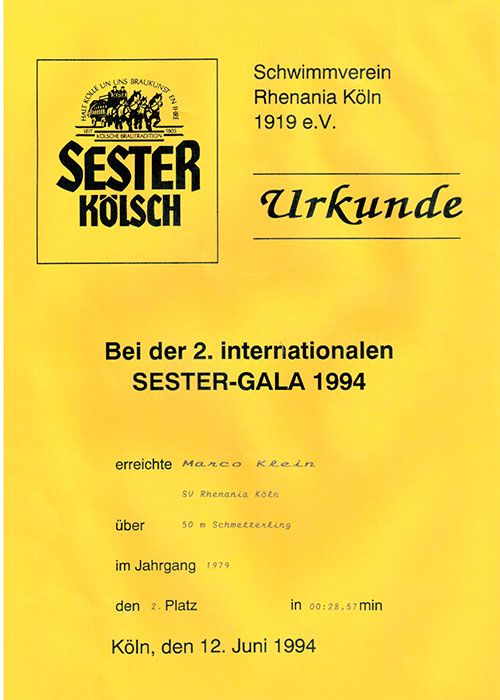 HALT KÖLLE UN UNS BRAUKUNST EN IHRE
SEIT 1805
KÖLSCHE BRAUTRADITION
SESTER
KÖLSCH
Schwimmverein
Rhenania Köln
1919 e.V.
Urkunde
Bei der 2. internationalen
SESTER-GALA 1994
erreichte Marco Klein
SV Rhenania Köln
über 50 m Schmetterling
im Jahrgang 1979
den 2. Platz in 00:28,57 min
Köln, den 12. Juni 1994